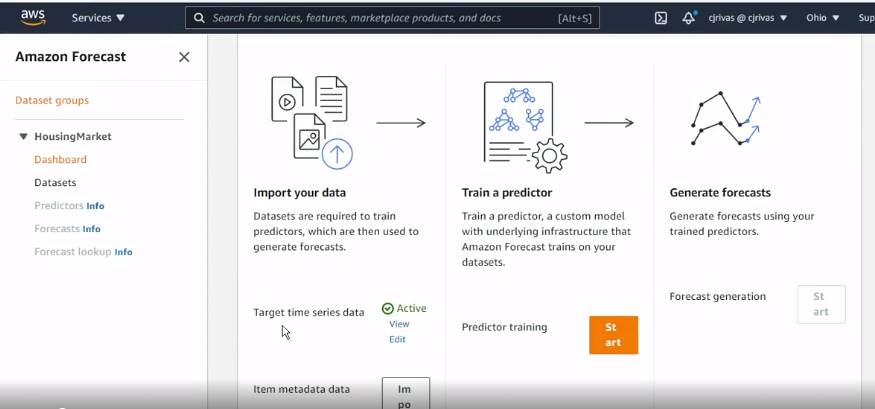 aws
Services
Search for services, features, marketplace products, and docs
[Alt+S]
cjrivas @ cjrivas
Ohio
Sup
Amazon Forecast
Dataset groups
HousingMarket
Dashboard
Datasets
Predictors Info
Forecasts Info
Forecast lookup Info
Import your data
Datasets are required to train
predictors, which are then used to
generate forecasts.
Target time series data
Active
View
Edit
Item metadata data
Im
po
Train a predictor
Train a predictor, a custom model
with underlying infrastructure that
Amazon Forecast trains on your
datasets.
Predictor training
St
art
Generate forecasts
Generate forecasts using your
trained predictors.
Forecast generation
St
art